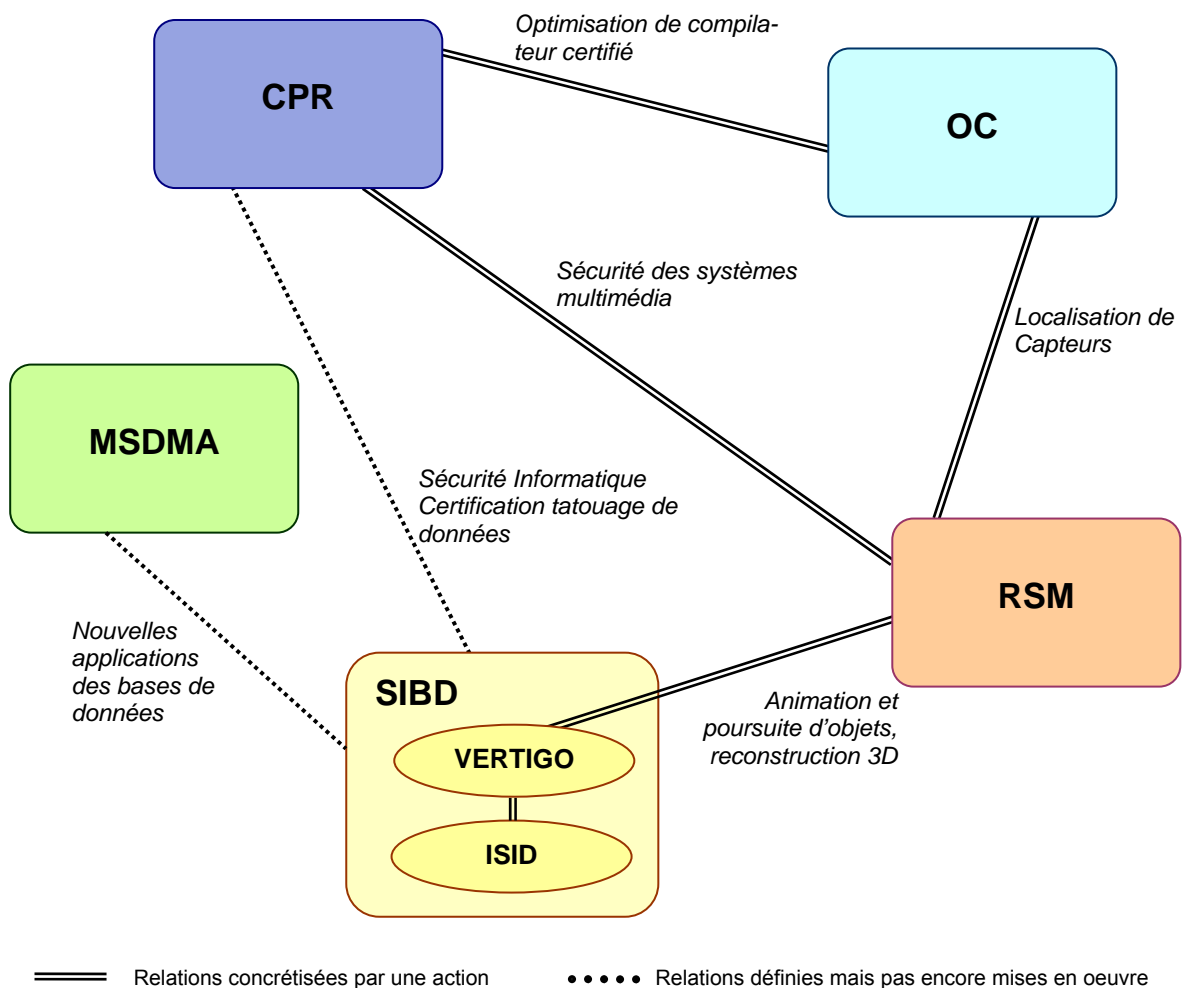 Optimisation de compila-
teur certifié
CPR
OC
Sécurité des systèmes
multimédia
Localisation de
Capteurs
MSDMA
Sécurité Informatique
Certification tatouage de
données
RSM
Nouvelles
applications
des bases de
données
SIBD
Animation et
poursuite d'objets,
reconstruction 3D
VERTIGO
ISID
Relations concrétisées par une action
Relations définies mais pas encore mises en oeuvre